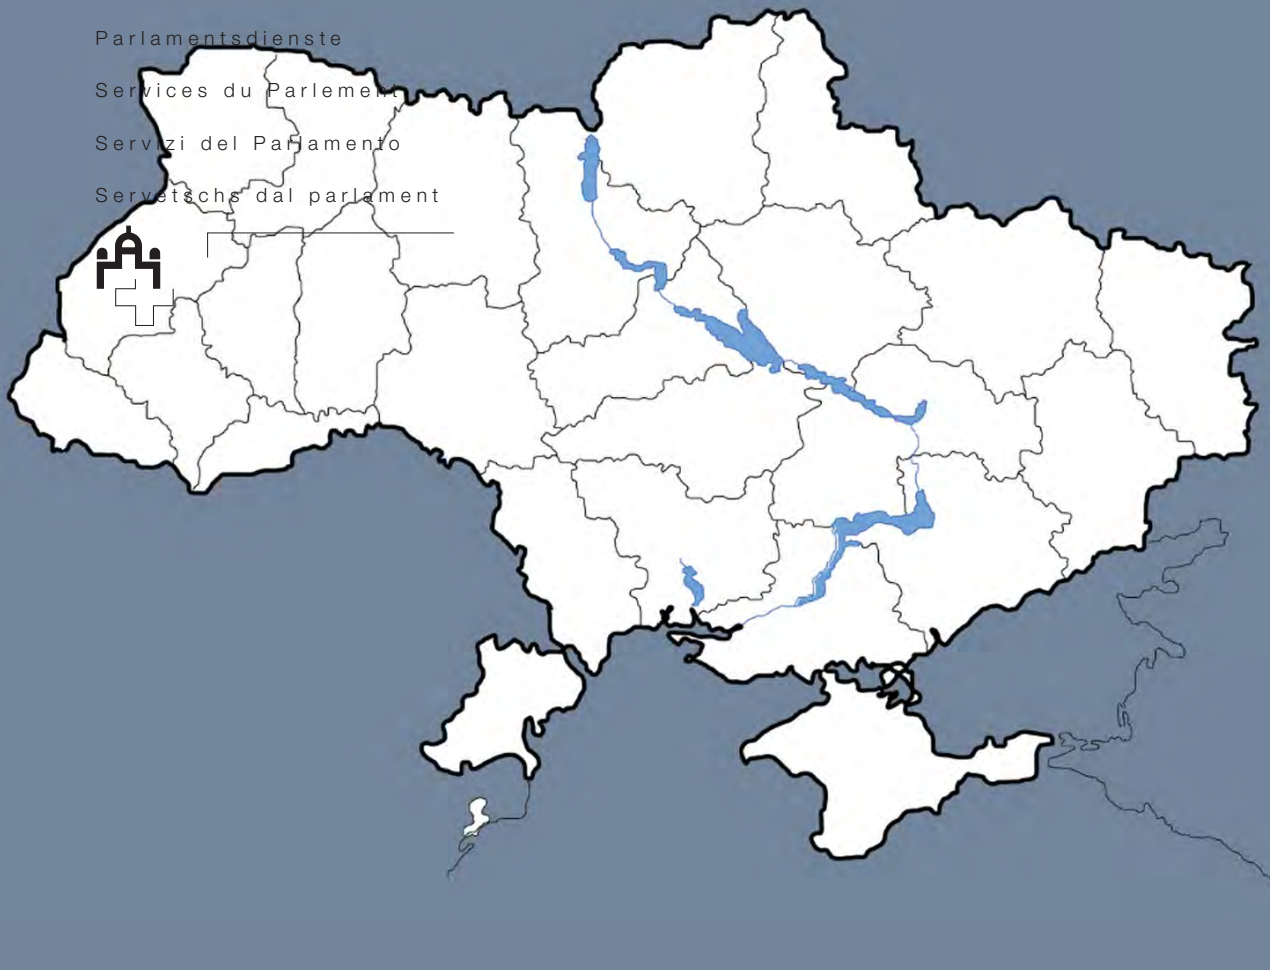 Parlamentsdienste
Services du Parlement
Servizi del Parlamento
Servetschs dal parlament